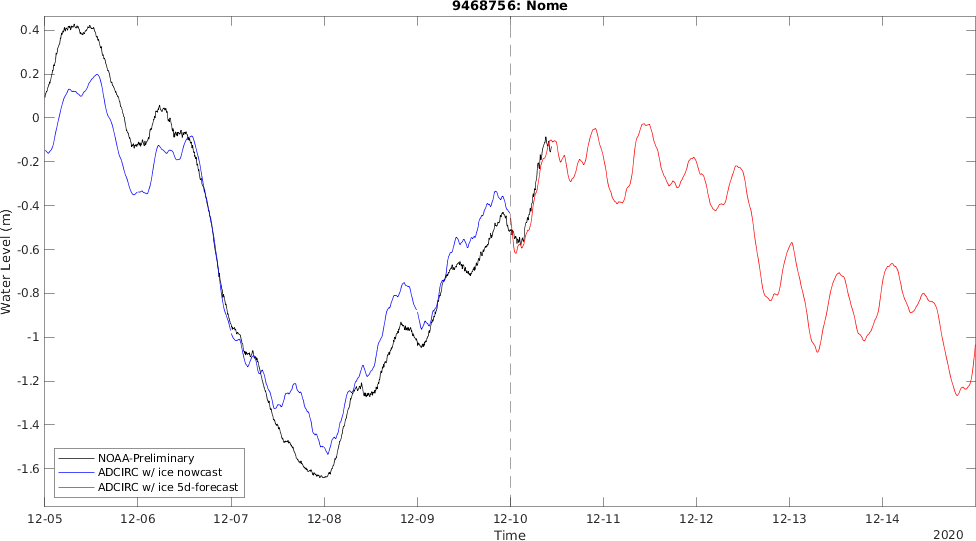 9468756: Nome
Water Level (m)
0.4
0.2
0
-0.2
-0.4
-0.6
-0.8
-1
-1.2
-1.4
-1.6
NOAA-Preliminary
ADCIRC w/ ice nowcast
ADCIRC w/ ice 5d-forecast
12-05 12-06 12-07 12-08 12-09 12-10 12-11 12-12 12-13 12-14
Time
2020